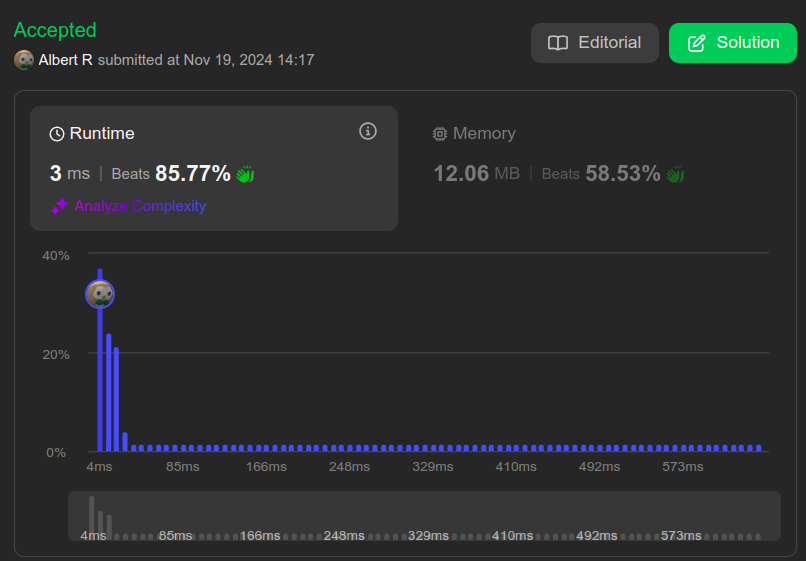 Accepted
Editorial
Solution
Albert R submitted at Nov 19, 2024 14:17
Runtime
3 ms | Beats 85.77%
Analyze Complexity
Memory
12.06 MB | Beats 58.53%
40%
20%
0%
4ms 85ms 166ms 248ms 329ms 410ms 492ms 573ms
4ms 85ms 166ms 248ms 329ms 410ms 492ms 573ms